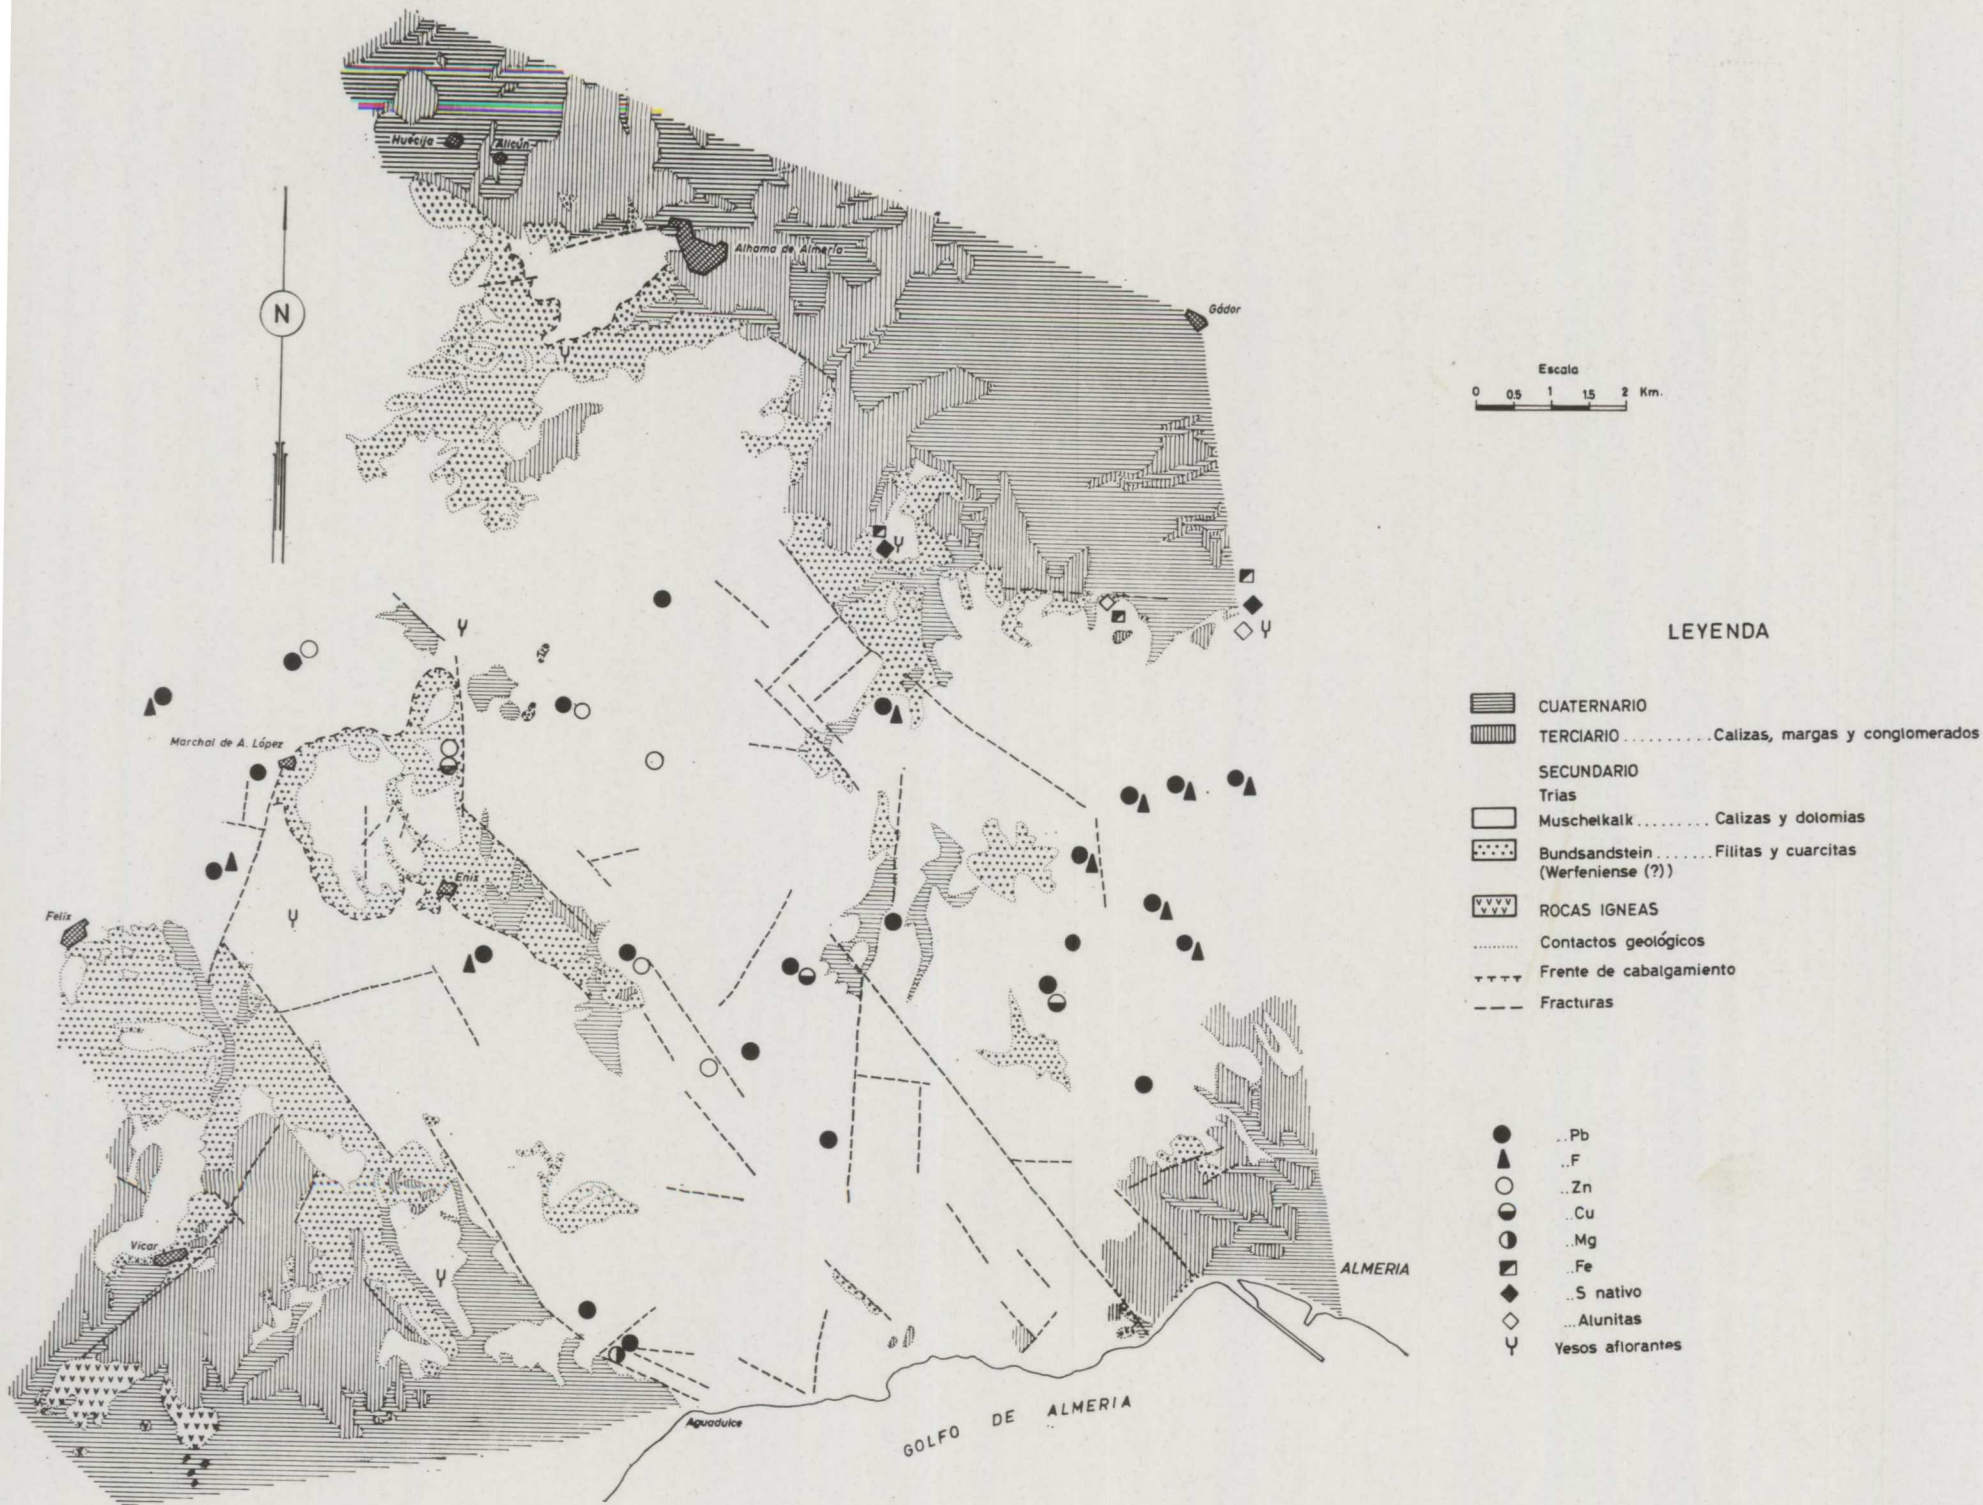 Huécija
Alicún
Alhama de Almería
Gádor
N
Escala
0 0.5 1 1.5 2 Km.
LEYENDA
CUATERNARIO
TERCIARIO..........Calizas, margas y conglomerados
SECUNDARIO
Trias
Muschelkalk.........Calizas y dolomias
Bundsandstein.......Filitas y cuarcitas
(Werfeniense (?))
ROCAS IGNEAS
Contactos geológicos
Frente de cabalgamiento
Fracturas
..Pb
..F
..Zn
..Cu
..Mg
..Fe
..S nativo
...Alunitas
Yesos aflorantes
Marchal de A. López
Enix
Felix
Vicar
ALMERIA
Aguadulce
GOLFO DE ALMERIA